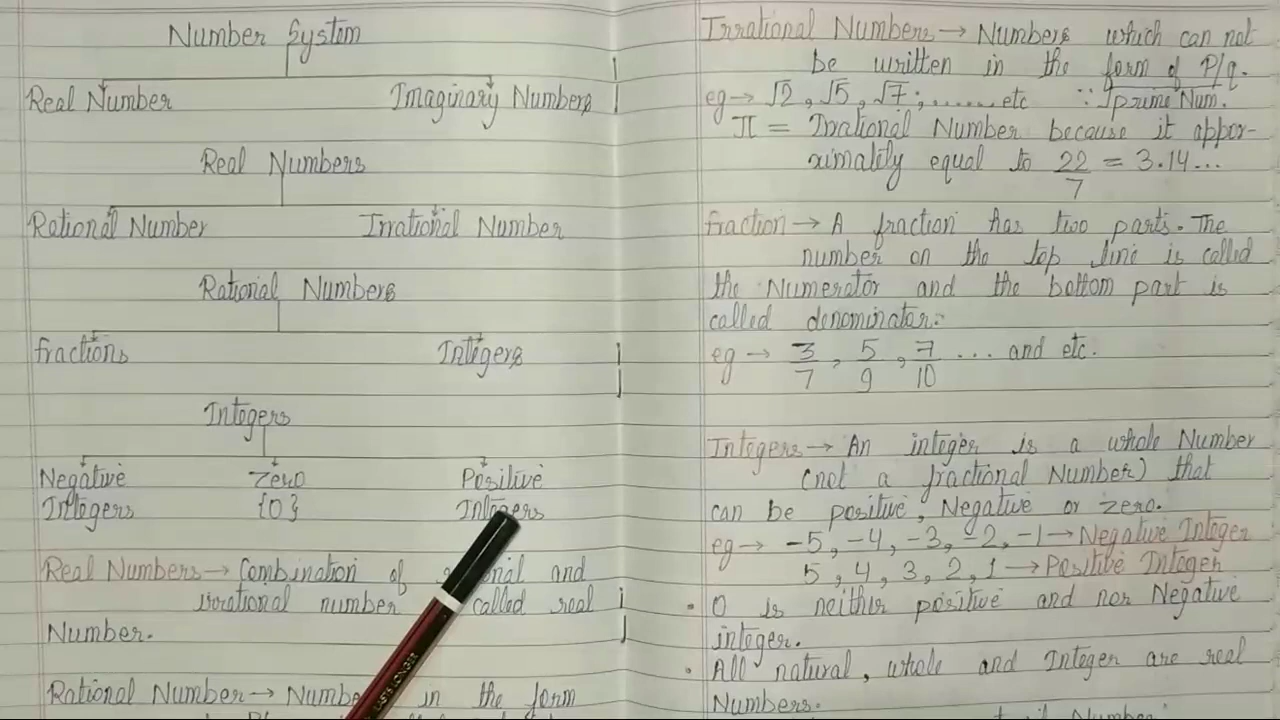 Number System
Real Number Imaginary Numbers
Real Numbers
Rational Number Irrational Number
Rational Numbers
fractions Integers
Integers
Negative Zero Positive
Integers {0} Integers
Real Numbers → Combination of and
irrational number called real
Number.
Rational Number → in the form
Irrational Numbers → Numbers which can not
be written in the form of P/q.
eg → √2, √5, √7; ...... etc ∵ √prime Num.
π = Irrational Number because it appor-
ximatily equal to 22/7 = 3.14...
fraction → A fraction has two parts. The
number on the top line is called
the Numerator and the bottom part is
called denominator.
eg → 3/7, 5/9, 7/10 ... and etc.
Integers → An integer is a whole Number
(not a fractional Number) that
can be positive, Negative or zero.
eg → -5, -4, -3, -2, -1 → Negative Integer
5, 4, 3, 2, 1 → Positive Integer
• 0 is neither positive and nor Negative
integer.
• All natural, whole and Integer are real
Numbers.